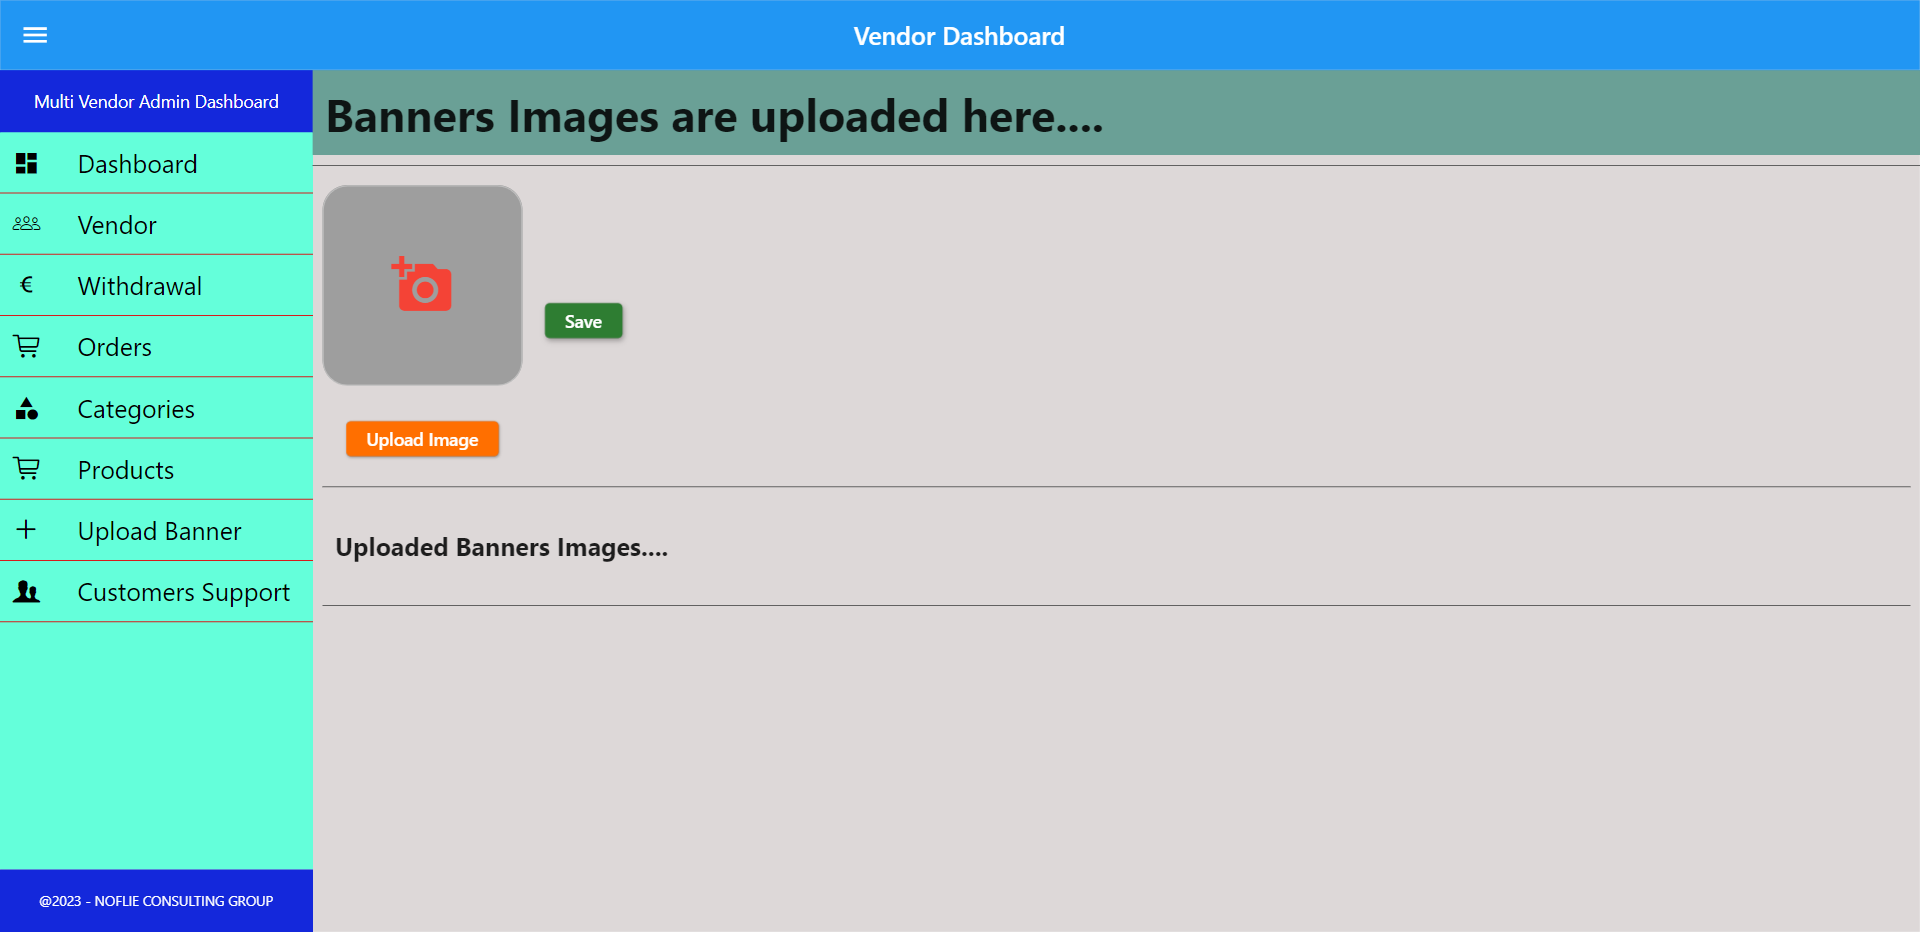 Vendor Dashboard
Multi Vendor Admin Dashboard
Dashboard
Vendor
Withdrawal
Orders
Categories
Products
Upload Banner
Customers Support
@2023 - NOFLIE CONSULTING GROUP
Banners Images are uploaded here....
Save
Upload Image
Uploaded Banners Images....